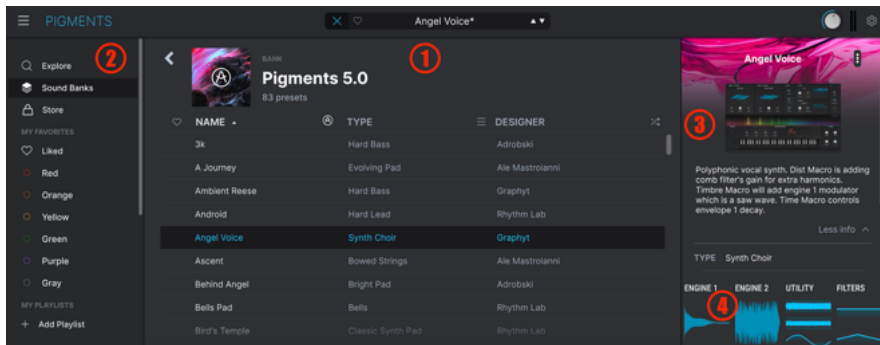 PIGMENTS
Angel Voice*
2
Explore
Sound Banks
Store
MY FAVORITES
Liked
Red
Orange
Yellow
Green
Purple
Gray
MY PLAYLISTS
+ Add Playlist
1
BANK
Pigments 5.0
83 presets
NAME TYPE DESIGNER
3k Hard Bass Adrobski
A Journey Evolving Pad Ale Mastroianni
Ambient Reese Hard Bass Graphyt
Android Hard Lead Rhythm Lab
Angel Voice Synth Choir Graphyt
Ascent Bowed Strings Ale Mastroianni
Behind Angel Bright Pad Adrobski
Bells Pad Bells Rhythm Lab
Bird's Temple Classic Synth Pad Rhythm Lab
Angel Voice
3
Polyphonic vocal synth. Dist Macro is adding
comb filter's gain for extra harmonics.
Timbre Macro will add engine 1 modulator
which is a saw wave. Time Macro controls
envelope 1 decay.
Less info
TYPE Synth Choir
ENGINE 1 ENGINE 2 UTILITY FILTERS
4